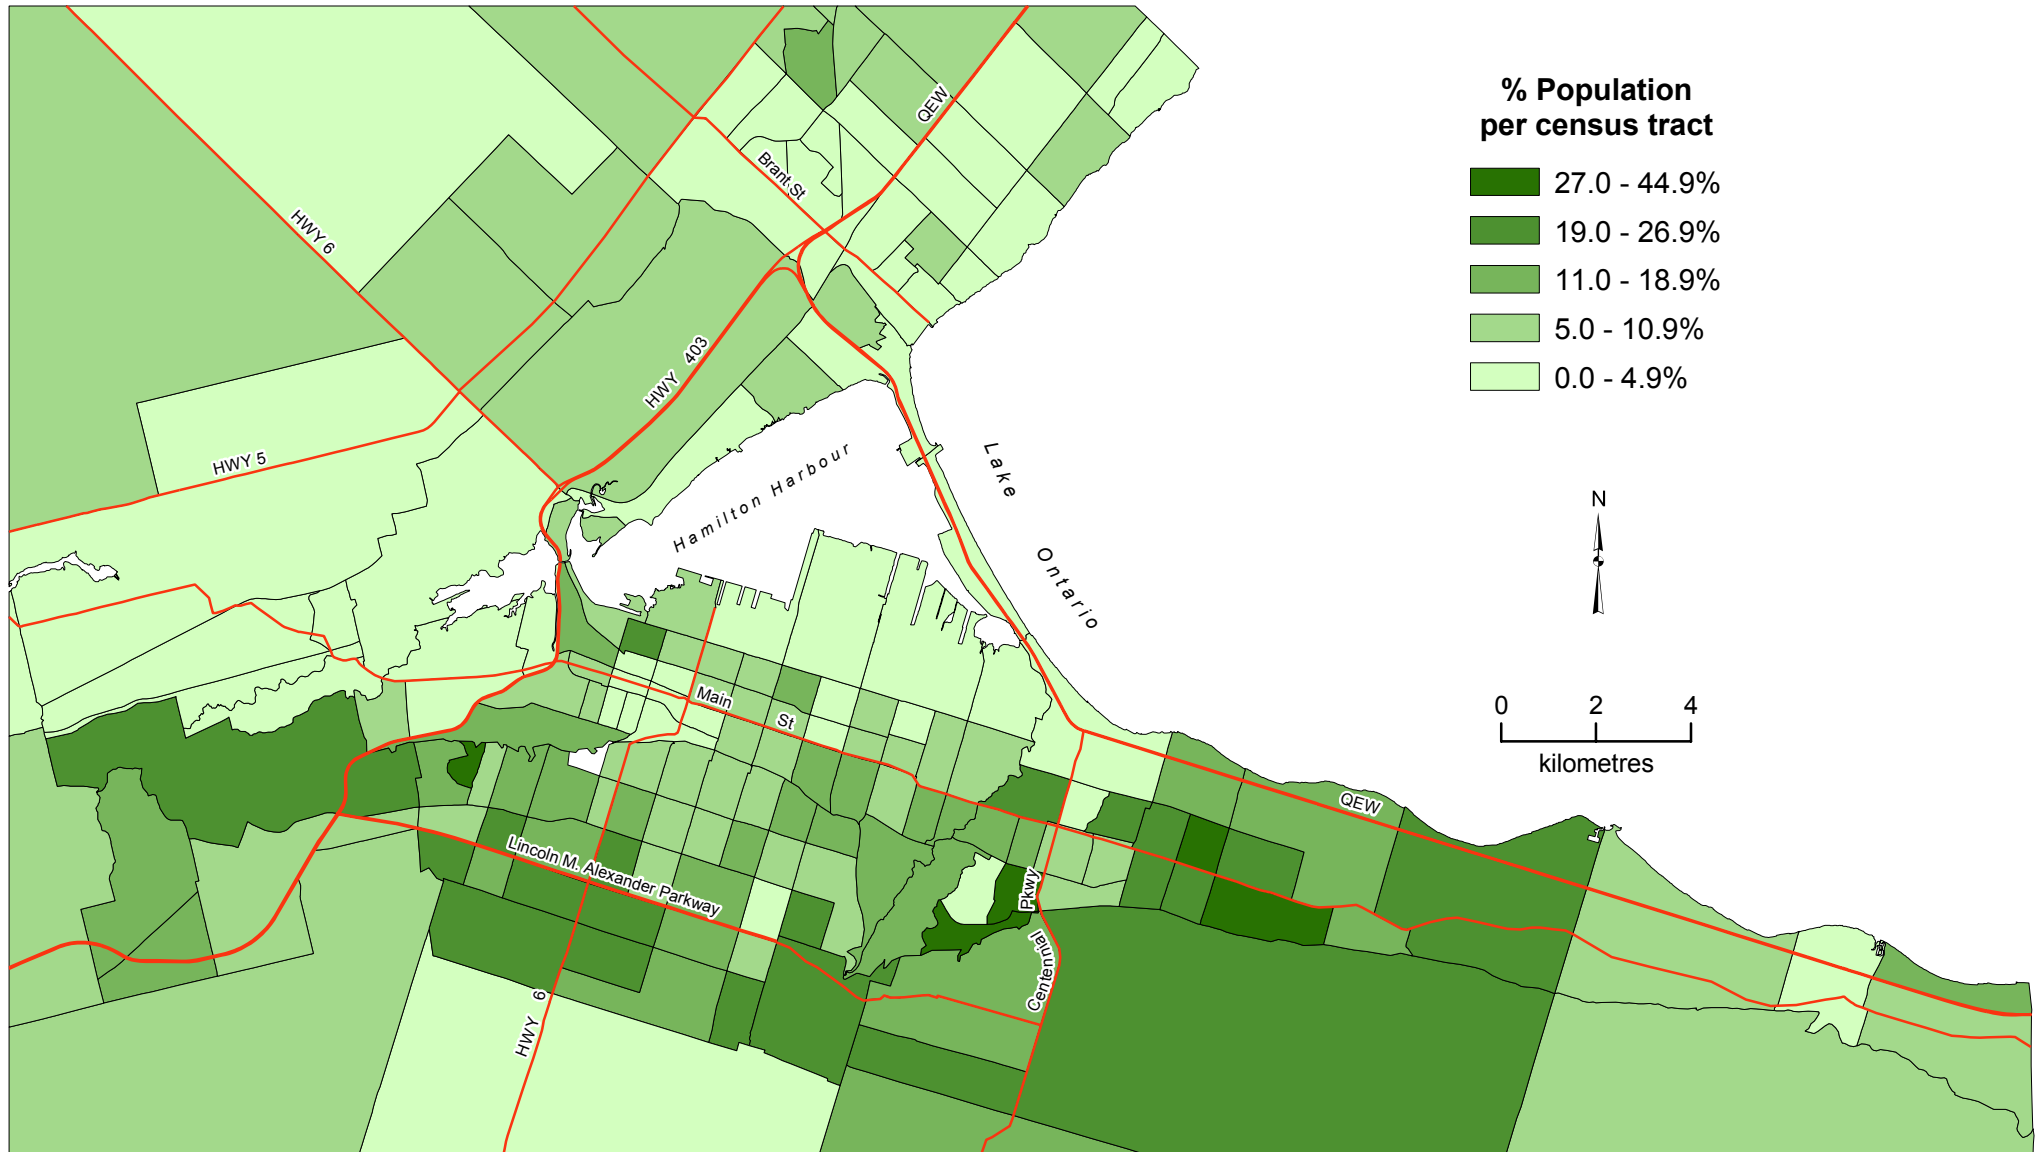 % Population
per census tract
27.0 - 44.9%
19.0 - 26.9%
11.0 - 18.9%
5.0 - 10.9%
0.0 - 4.9%
QEW
Brant St
HWY 6
HWY 403
HWY 5
Hamilton Harbour
Lake
Ontario
N
0 2 4
kilometres
Main St
QEW
Lincoln M. Alexander Parkway
Centennial Pkwy
HWY 6